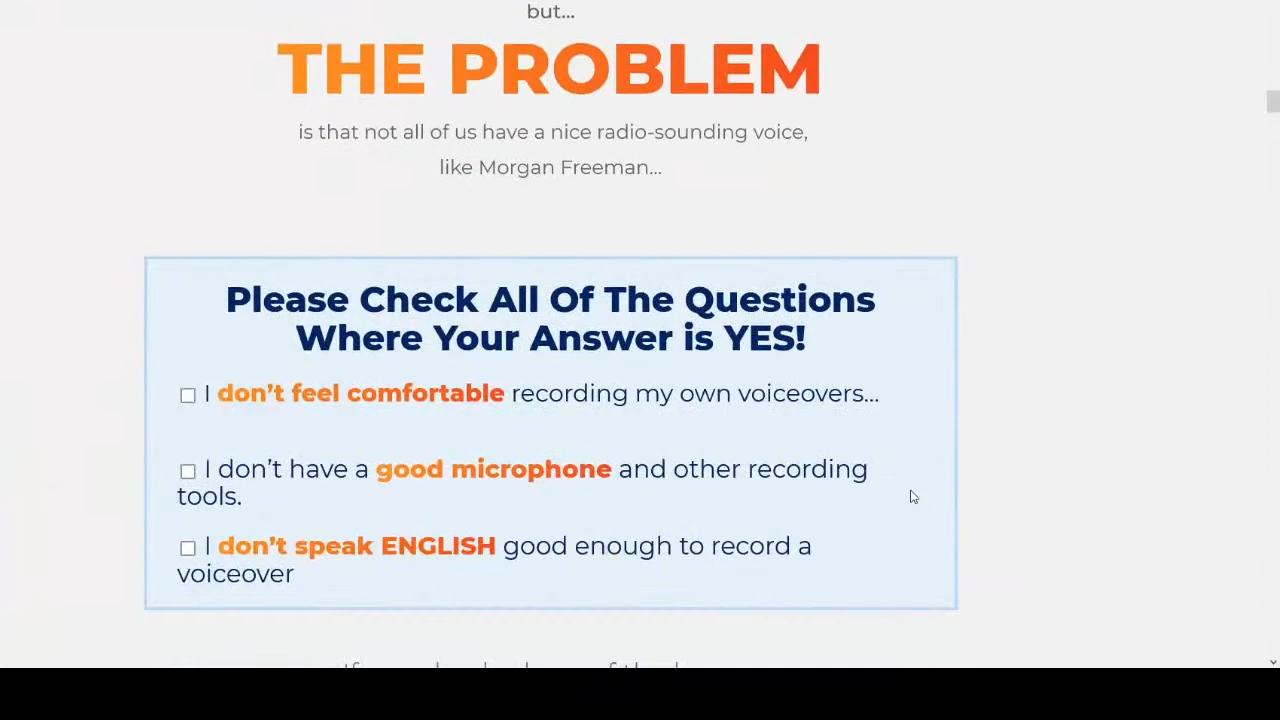 but...
THE PROBLEM
is that not all of us have a nice radio-sounding voice,
like Morgan Freeman...
Please Check All Of The Questions
Where Your Answer is YES!
I don’t feel comfortable recording my own voiceovers...
I don’t have a good microphone and other recording
tools.
I don’t speak ENGLISH good enough to record a
voiceover